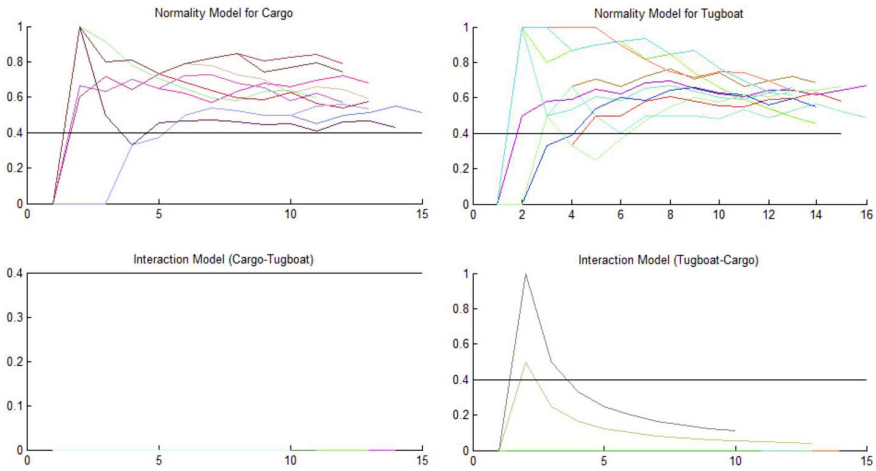 Normality Model for Cargo
1
0.8
0.6
0.4
0.2
0
0 5 10 15
Normality Model for Tugboat
1
0.8
0.6
0.4
0.2
0
0 2 4 6 8 10 12 14 16
Interaction Model (Cargo-Tugboat)
0.4
0.3
0.2
0.1
0
0 5 10 15
Interaction Model (Tugboat-Cargo)
1
0.8
0.6
0.4
0.2
0
0 5 10 15